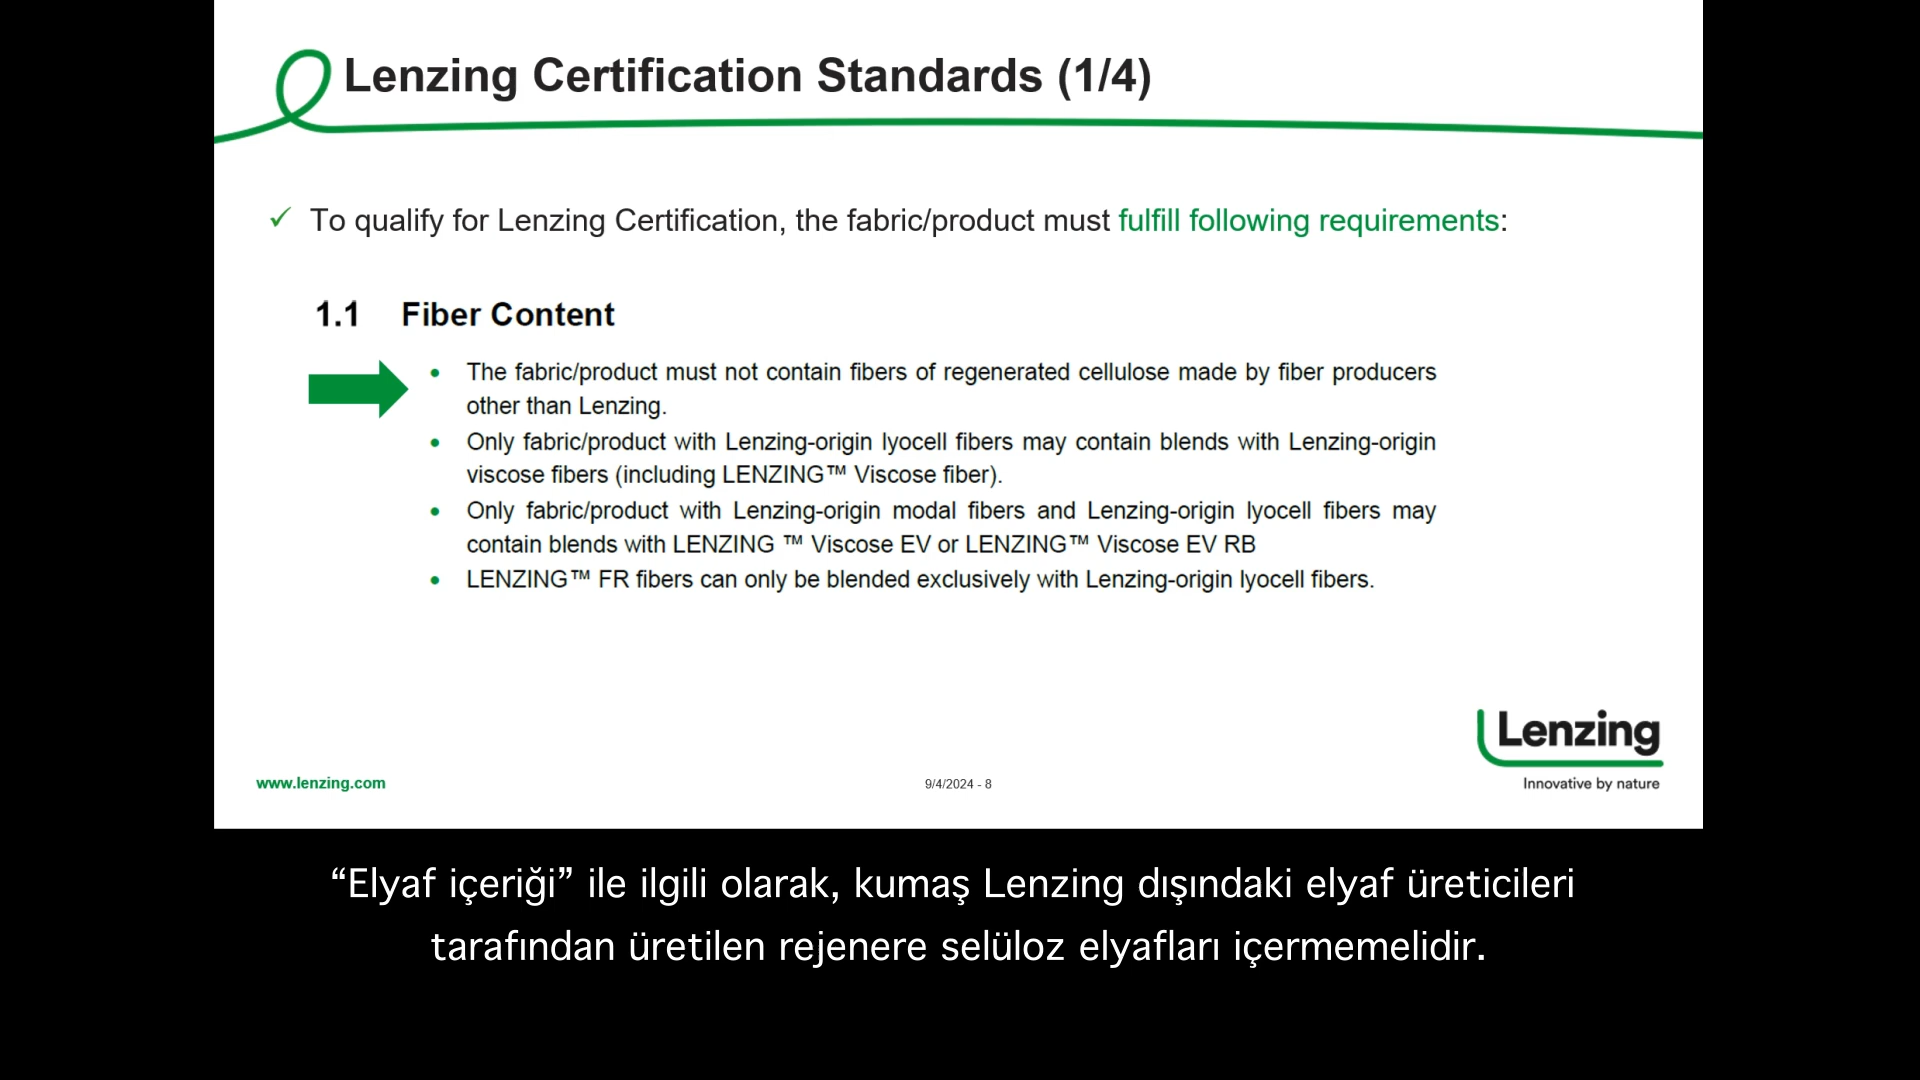 Lenzing Certification Standards (1/4)
✓ To qualify for Lenzing Certification, the fabric/product must fulfill following requirements:
1.1 Fiber Content
• The fabric/product must not contain fibers of regenerated cellulose made by fiber producers
other than Lenzing.
• Only fabric/product with Lenzing-origin lyocell fibers may contain blends with Lenzing-origin
viscose fibers (including LENZING™ Viscose fiber).
• Only fabric/product with Lenzing-origin modal fibers and Lenzing-origin lyocell fibers may
contain blends with LENZING ™ Viscose EV or LENZING™ Viscose EV RB
• LENZING™ FR fibers can only be blended exclusively with Lenzing-origin lyocell fibers.
Lenzing
Innovative by nature
www.lenzing.com
9/4/2024 - 8
“Elyaf içeriği” ile ilgili olarak, kumaş Lenzing dışındaki elyaf üreticileri
tarafından üretilen rejenere selüloz elyafları içermemelidir.